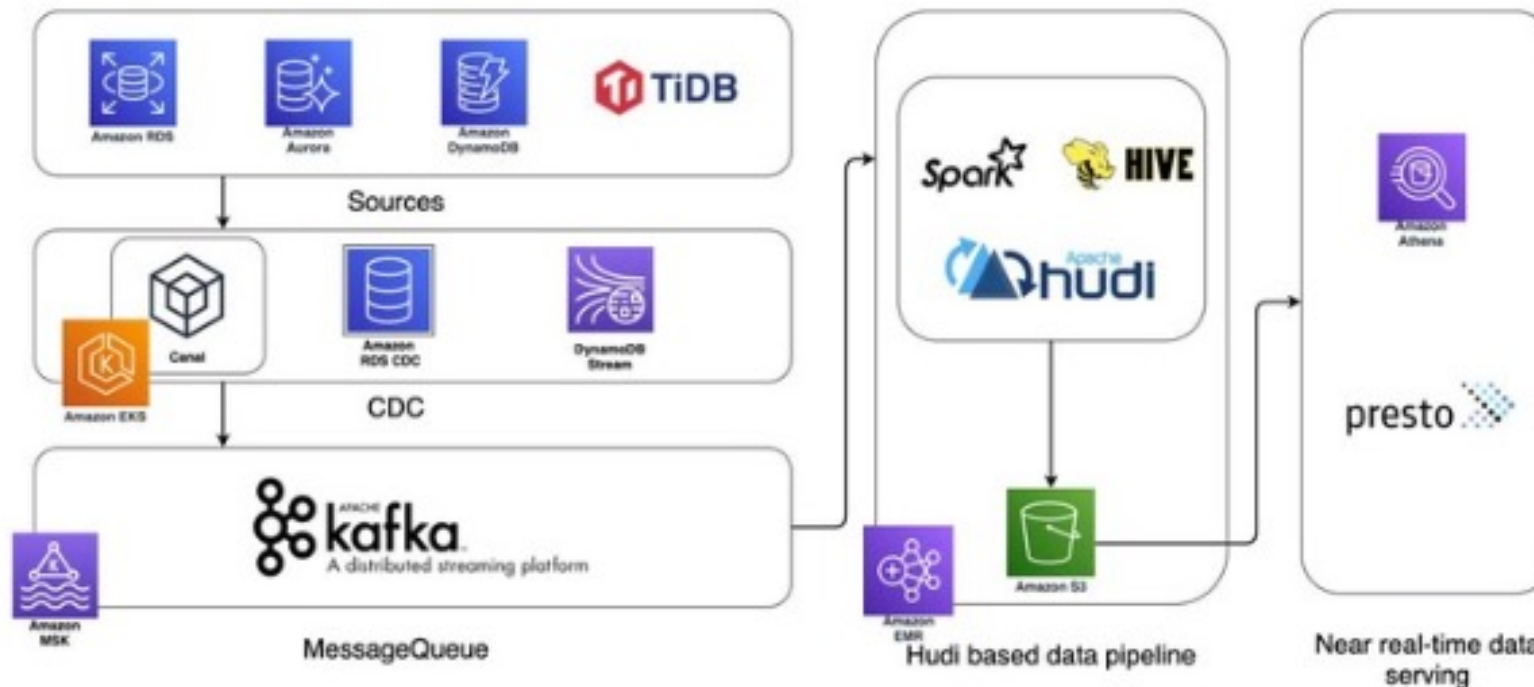 Amazon RDS
Amazon
Aurora
Amazon
DynamoDB
TiDB
Sources
Canal
Amazon EKS
Amazon
RDS CDC
DynamoDB
Stream
CDC
APACHE
kafka
A distributed streaming platform
Amazon
MSK
MessageQueue
Spark
HIVE
Apache
hudi
Amazon S3
Amazon
EMR
Hudi based data pipeline
Amazon
Athena
presto
Near real-time data
serving